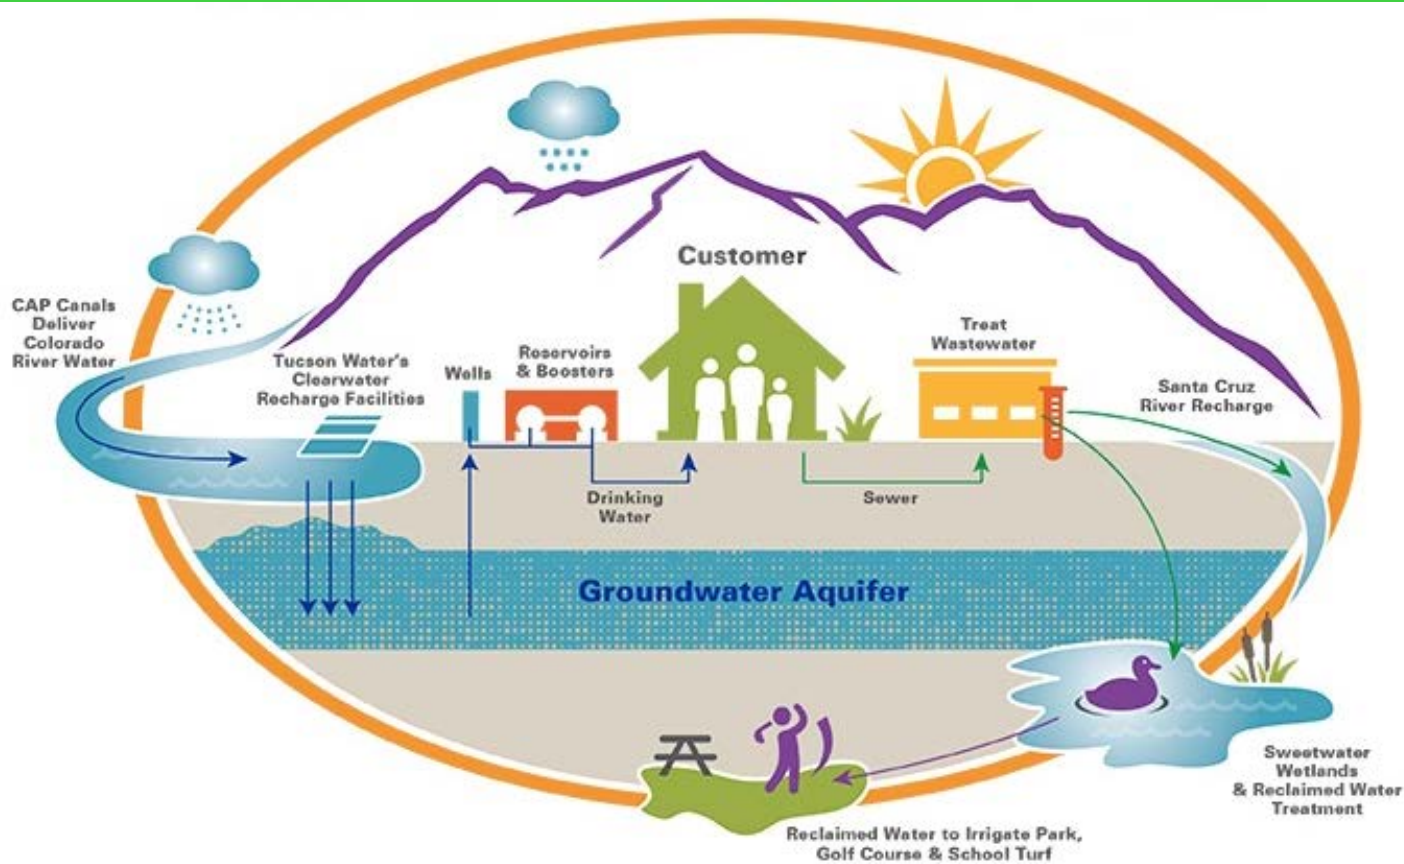 Customer
CAP Canals
Deliver
Colorado
River Water
Tucson Water's
Clearwater
Recharge Facilities
Wells
Reservoirs
& Boosters
Treat
Wastewater
Santa Cruz
River Recharge
Drinking
Water
Sewer
Groundwater Aquifer
Sweetwater
Wetlands
& Reclaimed Water
Treatment
Reclaimed Water to Irrigate Park,
Golf Course & School Turf